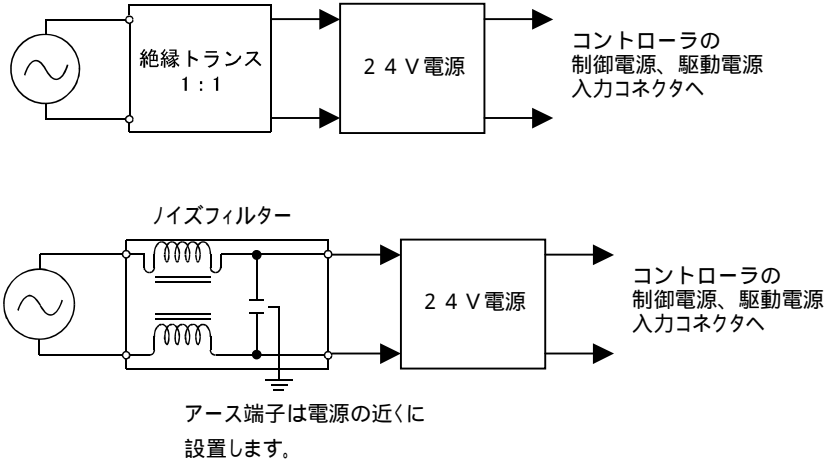 絶縁トランス
1：1
２４Ｖ電源
コントローラの
制御電源、駆動電源
入力コネクタへ
ノイズフィルター
２４Ｖ電源
コントローラの
制御電源、駆動電源
入力コネクタへ
アース端子は電源の近くに
設置します。